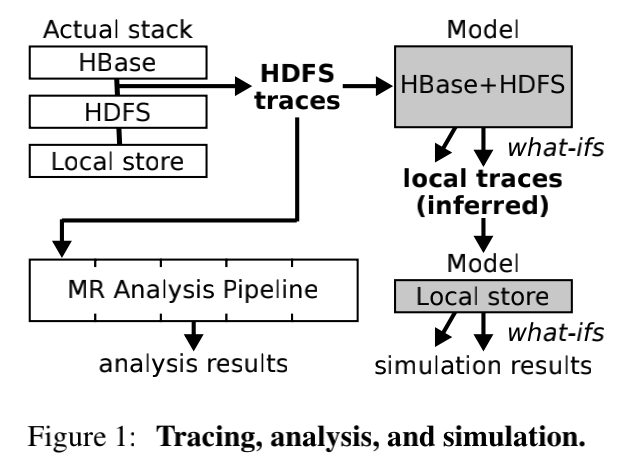 Actual stack
HBase
HDFS
Local store
HDFS
traces
Model
HBase+HDFS
what-ifs
local traces
(inferred)
Model
Local store
what-ifs
simulation results
MR Analysis Pipeline
analysis results
Figure 1: Tracing, analysis, and simulation.